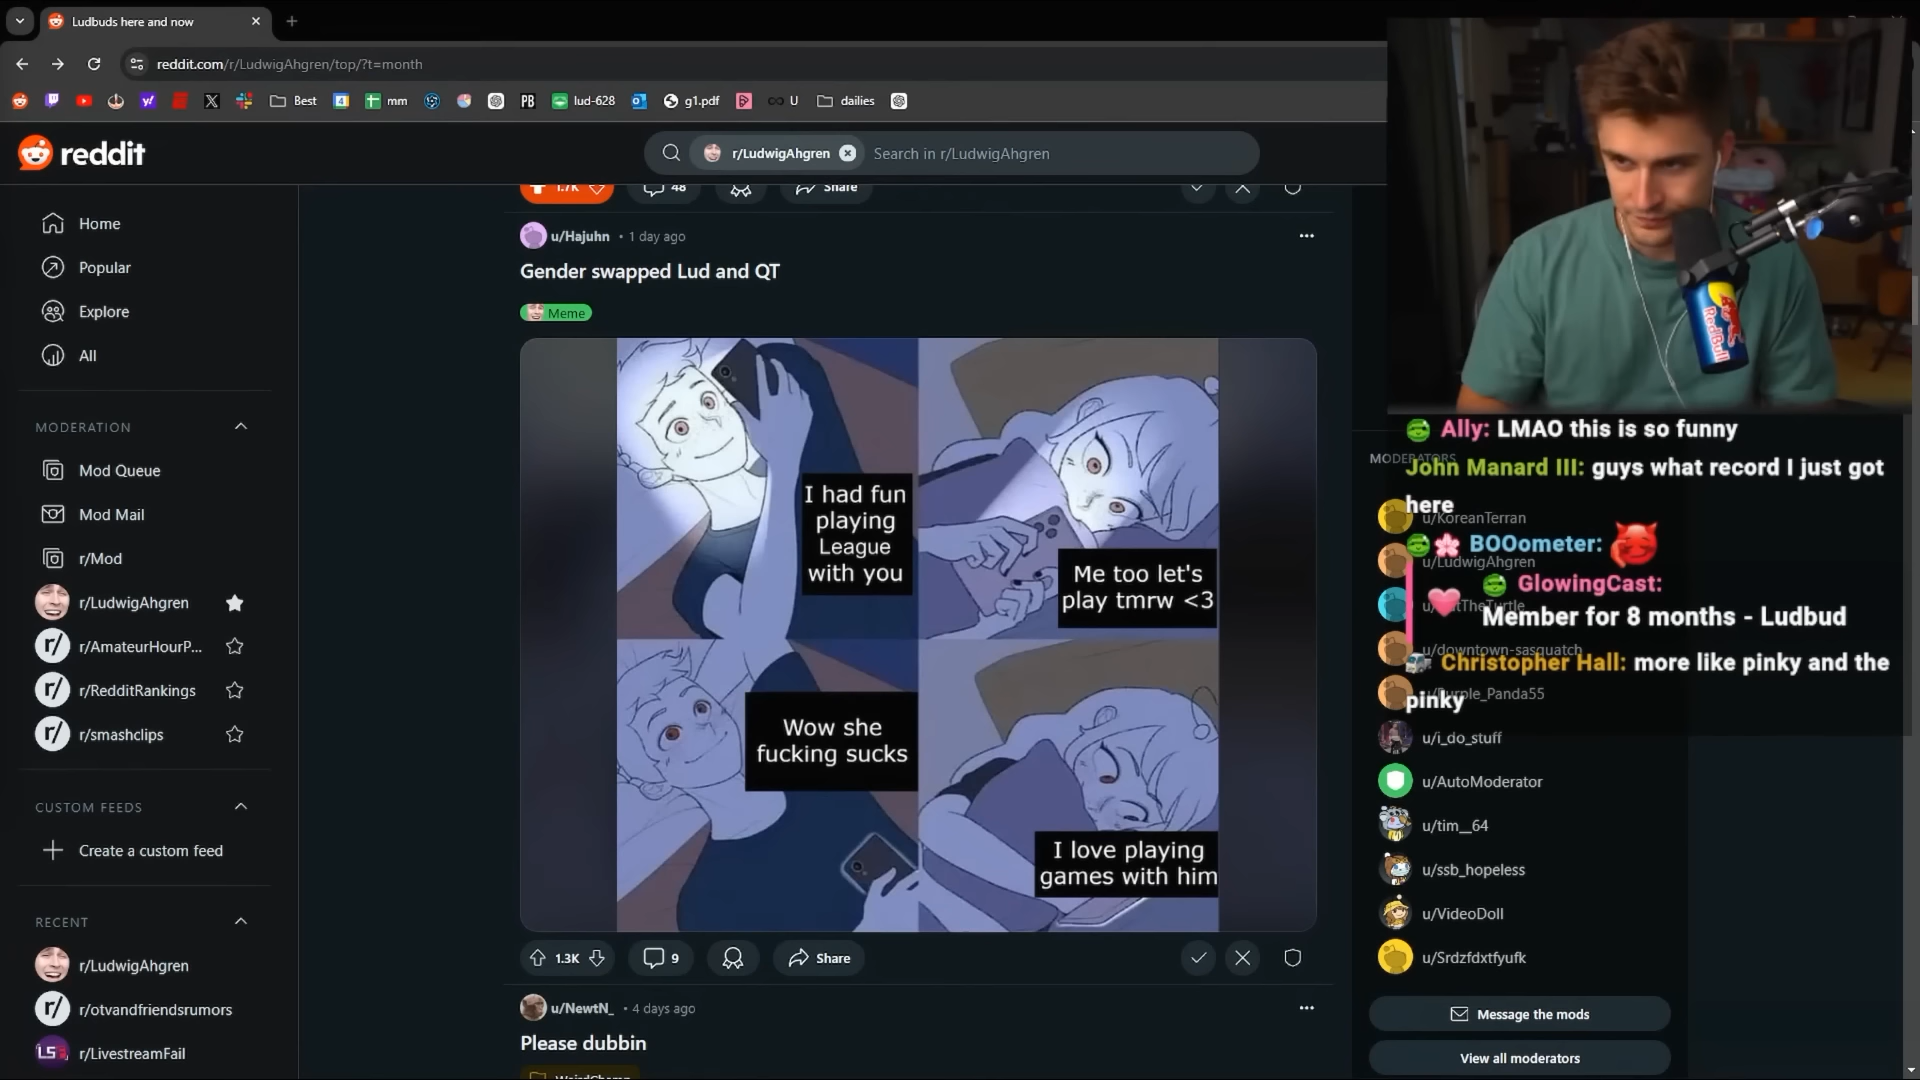 Ludbuds here and now
reddit.com/r/LudwigAhgren/top/?t=month
Best
mm
PB
lud-628
g1.pdf
U
dailies
reddit
r/LudwigAhgren
Search in r/LudwigAhgren
Home
Popular
Explore
All
MODERATION
Mod Queue
Mod Mail
r/Mod
r/LudwigAhgren
r/AmateurHourP...
r/RedditRankings
r/smashclips
CUSTOM FEEDS
Create a custom feed
RECENT
r/LudwigAhgren
r/otvandfriendsrumors
r/LivestreamFail
1.7K
48
Share
u/Hajuhn • 1 day ago
Gender swapped Lud and QT
Meme
I had fun
playing
League
with you
Me too let's
play tmrw <3
Wow she
fucking sucks
I love playing
games with him
1.3K
9
Share
u/NewtN_ • 4 days ago
Please dubbin
Red Bull
Ally: LMAO this is so funny
MODERATORS
John Manard III: guys what record I just got
here
u/KoreanTerran
BOOometer:
u/LudwigAhgren
GlowingCast:
Member for 8 months - Ludbud
u/downtown-sasquatch
Christopher Hall: more like pinky and the
pinky
u/Purple_Panda55
u/i_do_stuff
u/AutoModerator
u/tim__64
u/ssb_hopeless
u/VideoDoll
u/Srdzfdxtfyufk
Message the mods
View all moderators